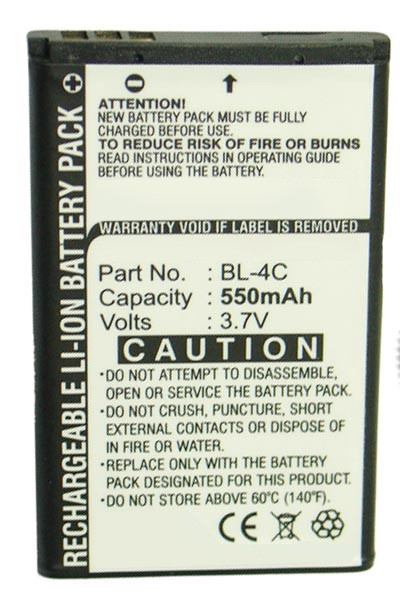 RECHARGEABLE LI-ION BATTERY PACK
ATTENTION!
NEW BATTERY PACK MUST BE FULLY
CHARGED BEFORE THE FIRST USE.
TO REDUCE RISK OF FIRE OR BURNS
READ INSTRUCTIONS IN OPERATING GUIDE
BEFORE USING THE BATTERY.
WARRANTY VOID IF LABEL IS REMOVED
Part No. : BL-4C
Capacity : 550mAh
Volts : 3.7V
CAUTION
*DO NOT ATTEMPT TO DISASSEMBLE,
OPEN OR SERVICE THE BATTERY PACK.
*DO NOT CRUSH, PUNCTURE, SHORT
EXTERNAL CONTACTS OR DISPOSE OF
IN FIRE OR WATER.
*REPLACE ONLY WITH THE BATTERY
PACK DESIGNATED FOR THIS PRODUCT.
*DO NOT STORE ABOVE 60°C (140°F).
CE